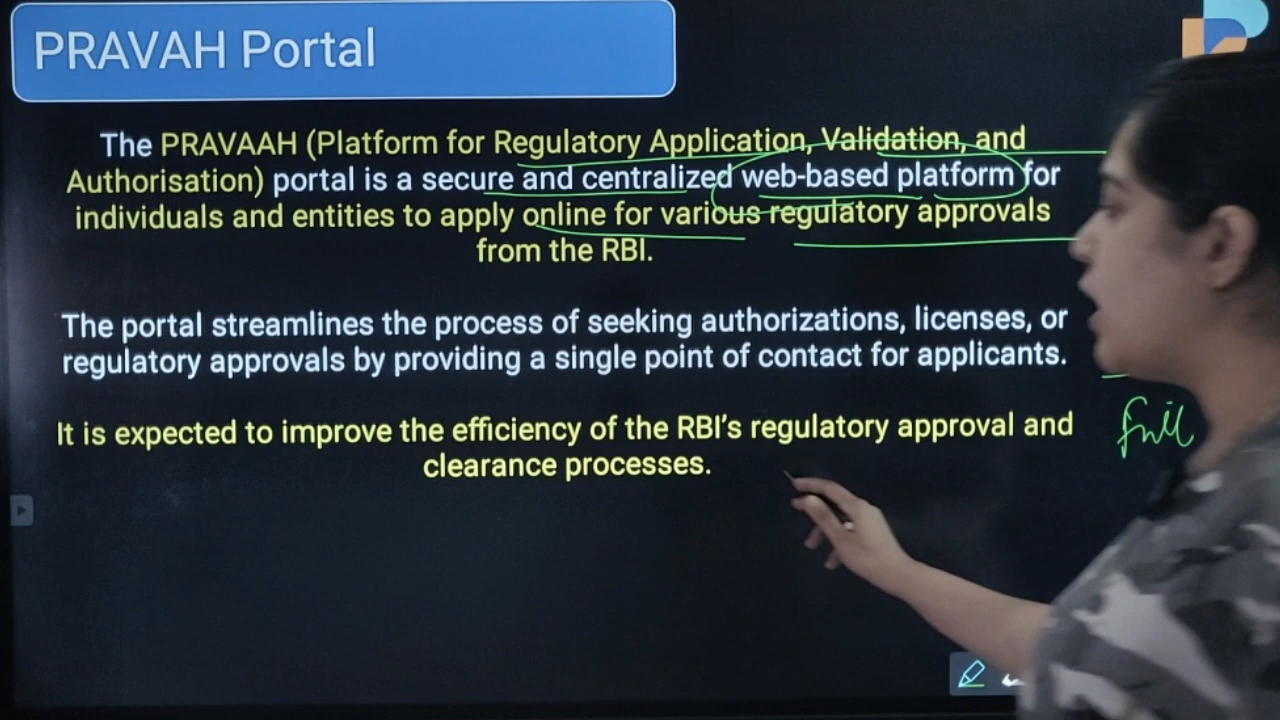 PRAVAH Portal
The PRAVAAH (Platform for Regulatory Application, Validation, and
Authorisation) portal is a secure and centralized web-based platform for
individuals and entities to apply online for various regulatory approvals
from the RBI.
The portal streamlines the process of seeking authorizations, licenses, or
regulatory approvals by providing a single point of contact for applicants.
It is expected to improve the efficiency of the RBI's regulatory approval and
clearance processes.